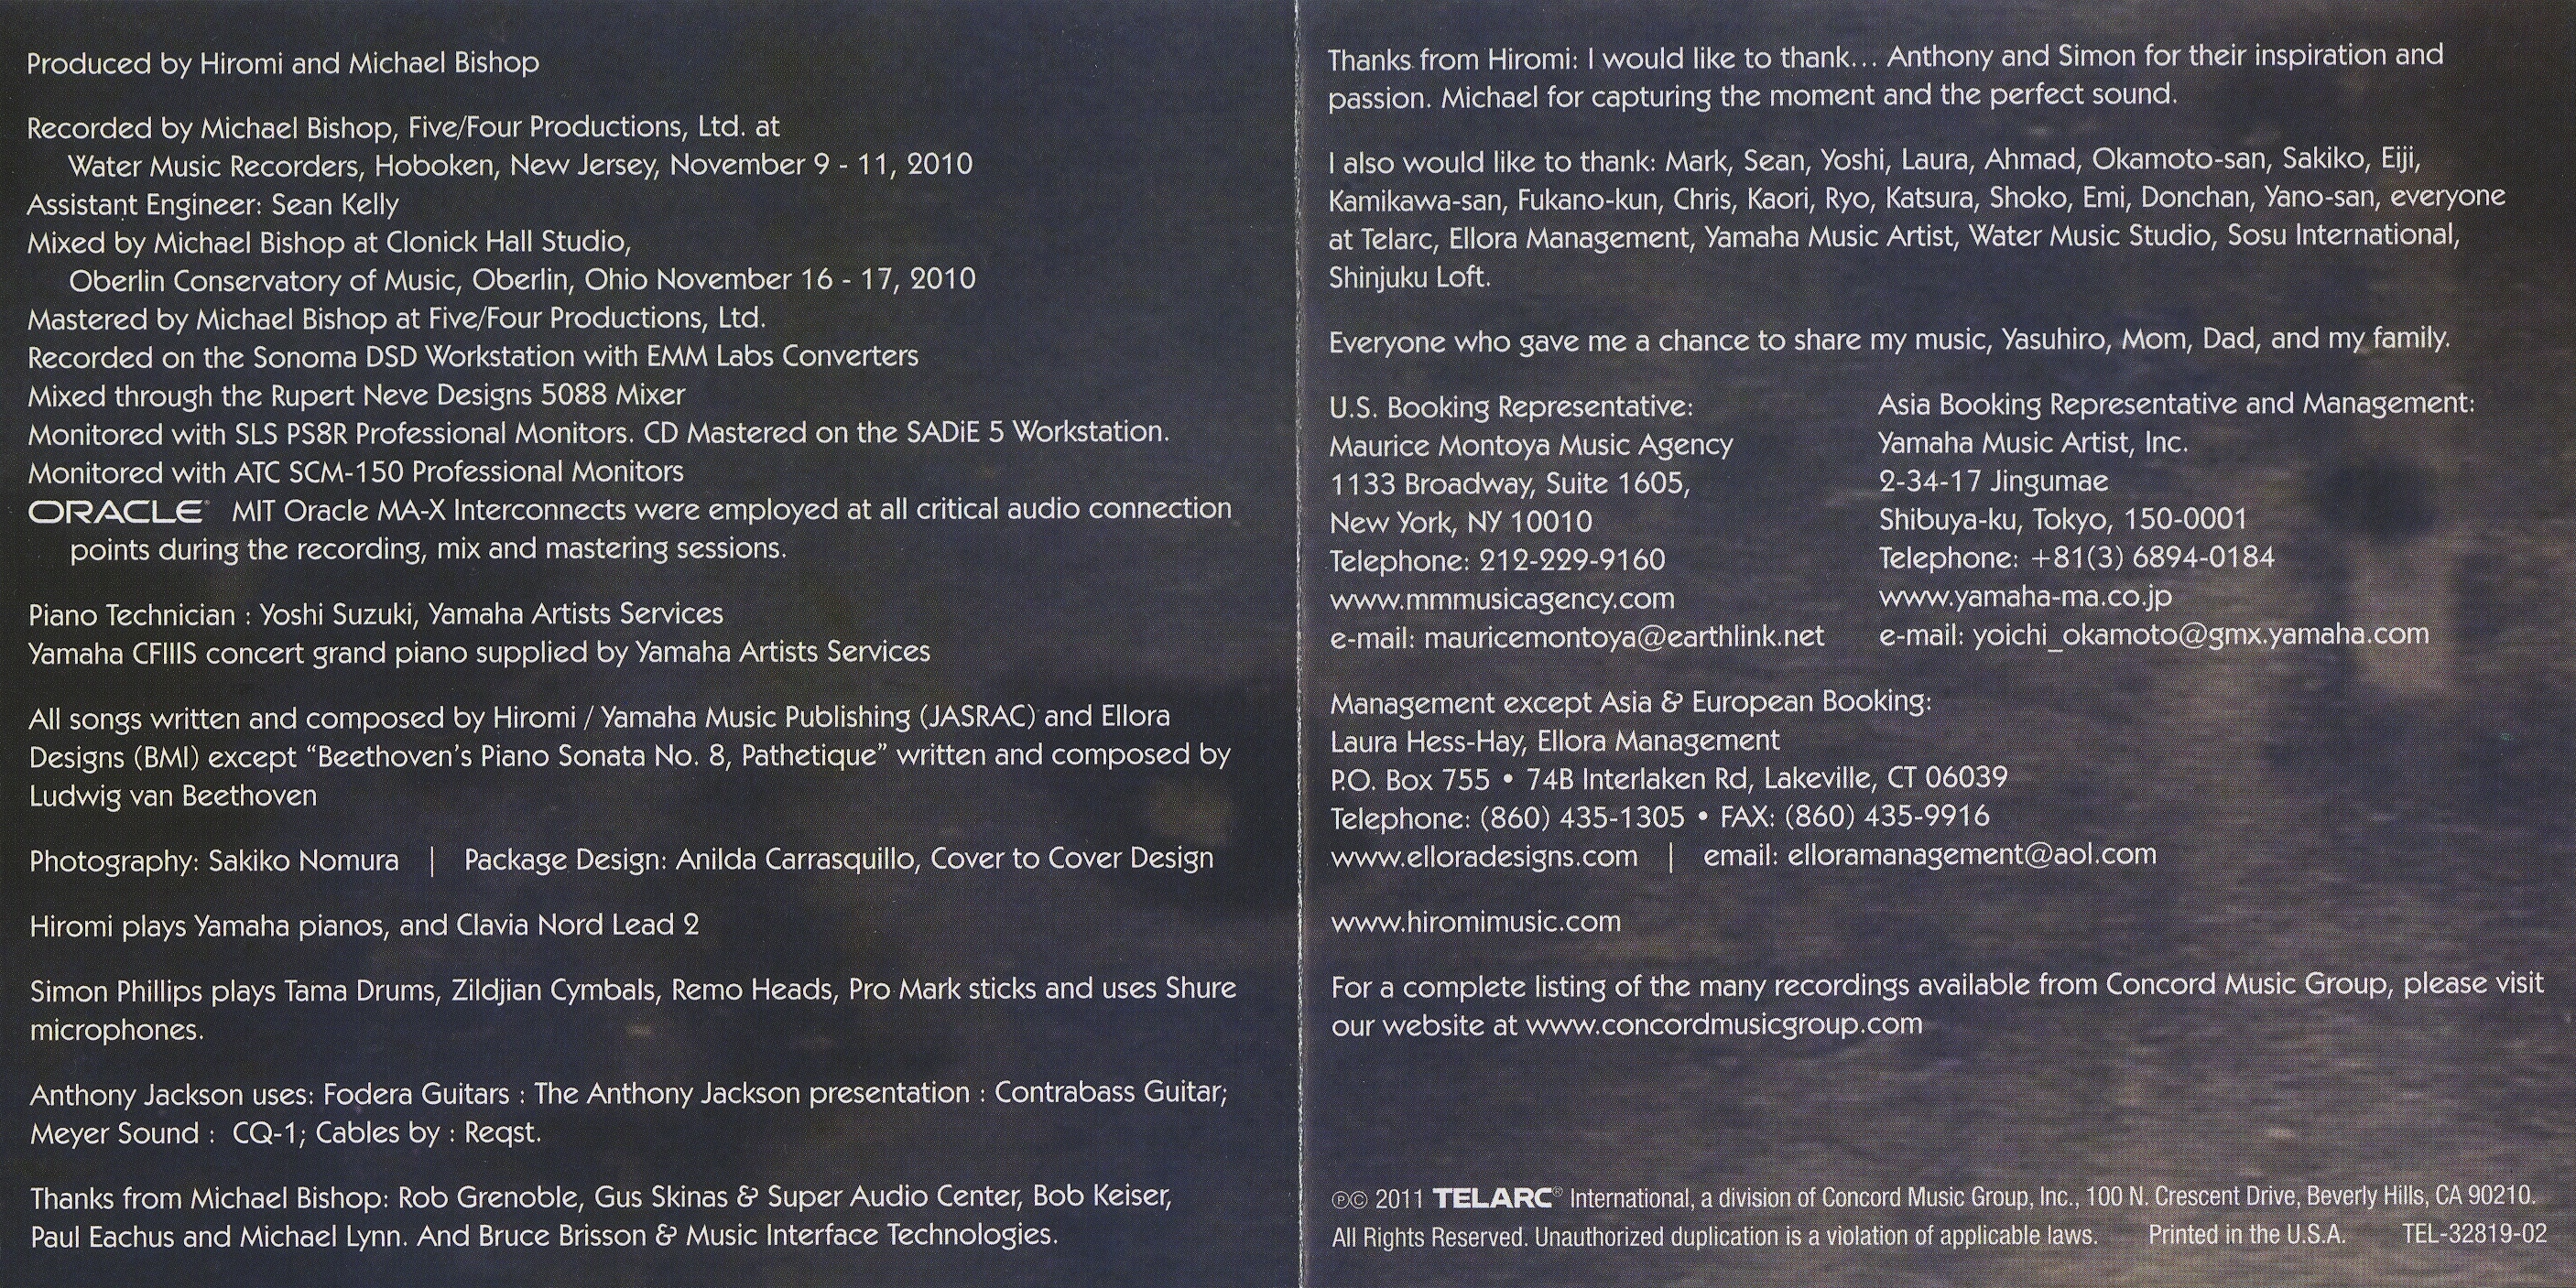 Produced by Hiromi and Michael Bishop
Recorded by Michael Bishop, Five/Four Productions, Ltd. at
Water Music Recorders, Hoboken, New Jersey, November 9 - 11, 2010
Assistant Engineer: Sean Kelly
Mixed by Michael Bishop at Clonick Hall Studio,
Oberlin Conservatory of Music, Oberlin, Ohio November 16 - 17, 2010
Mastered by Michael Bishop at Five/Four Productions, Ltd.
Recorded on the Sonoma DSD Workstation with EMM Labs Converters
Mixed through the Rupert Neve Designs 5088 Mixer
Monitored with SLS PS8R Professional Monitors. CD Mastered on the SADiE 5 Workstation.
Monitored with ATC SCM-150 Professional Monitors
ORACLE® MIT Oracle MA-X Interconnects were employed at all critical audio connection
points during the recording, mix and mastering sessions.
Piano Technician : Yoshi Suzuki, Yamaha Artists Services
Yamaha CFIIIS concert grand piano supplied by Yamaha Artists Services
All songs written and composed by Hiromi / Yamaha Music Publishing (JASRAC) and Ellora
Designs (BMI) except “Beethoven's Piano Sonata No. 8, Pathetique” written and composed by
Ludwig van Beethoven
Photography: Sakiko Nomura | Package Design: Anilda Carrasquillo, Cover to Cover Design
Hiromi plays Yamaha pianos, and Clavia Nord Lead 2
Simon Phillips plays Tama Drums, Zildjian Cymbals, Remo Heads, Pro Mark sticks and uses Shure
microphones.
Anthony Jackson uses: Fodera Guitars : The Anthony Jackson presentation : Contrabass Guitar;
Meyer Sound : CQ-1; Cables by : Reqst.
Thanks from Michael Bishop: Rob Grenoble, Gus Skinas & Super Audio Center, Bob Keiser,
Paul Eachus and Michael Lynn. And Bruce Brisson & Music Interface Technologies.
Thanks from Hiromi: I would like to thank... Anthony and Simon for their inspiration and
passion. Michael for capturing the moment and the perfect sound.
I also would like to thank: Mark, Sean, Yoshi, Laura, Ahmad, Okamoto-san, Sakiko, Eiji,
Kamikawa-san, Fukano-kun, Chris, Kaori, Ryo, Katsura, Shoko, Emi, Donchan, Yano-san, everyone
at Telarc, Ellora Management, Yamaha Music Artist, Water Music Studio, Sosu International,
Shinjuku Loft.
Everyone who gave me a chance to share my music, Yasuhiro, Mom, Dad, and my family.
U.S. Booking Representative:
Maurice Montoya Music Agency
1133 Broadway, Suite 1605,
New York, NY 10010
Telephone: 212-229-9160
www.mmmusicagency.com
e-mail: mauricemontoya@earthlink.net
Asia Booking Representative and Management:
Yamaha Music Artist, Inc.
2-34-17 Jingumae
Shibuya-ku, Tokyo, 150-0001
Telephone: +81(3) 6894-0184
www.yamaha-ma.co.jp
e-mail: yoichi_okamoto@gmx.yamaha.com
Management except Asia & European Booking:
Laura Hess-Hay, Ellora Management
P.O. Box 755 • 74B Interlaken Rd, Lakeville, CT 06039
Telephone: (860) 435-1305 • FAX: (860) 435-9916
www.elloradesigns.com | email: elloramanagement@aol.com
www.hiromimusic.com
For a complete listing of the many recordings available from Concord Music Group, please visit
our website at www.concordmusicgroup.com
℗© 2011 TELARC® International, a division of Concord Music Group, Inc., 100 N. Crescent Drive, Beverly Hills, CA 90210.
All Rights Reserved. Unauthorized duplication is a violation of applicable laws. Printed in the U.S.A. TEL-32819-02